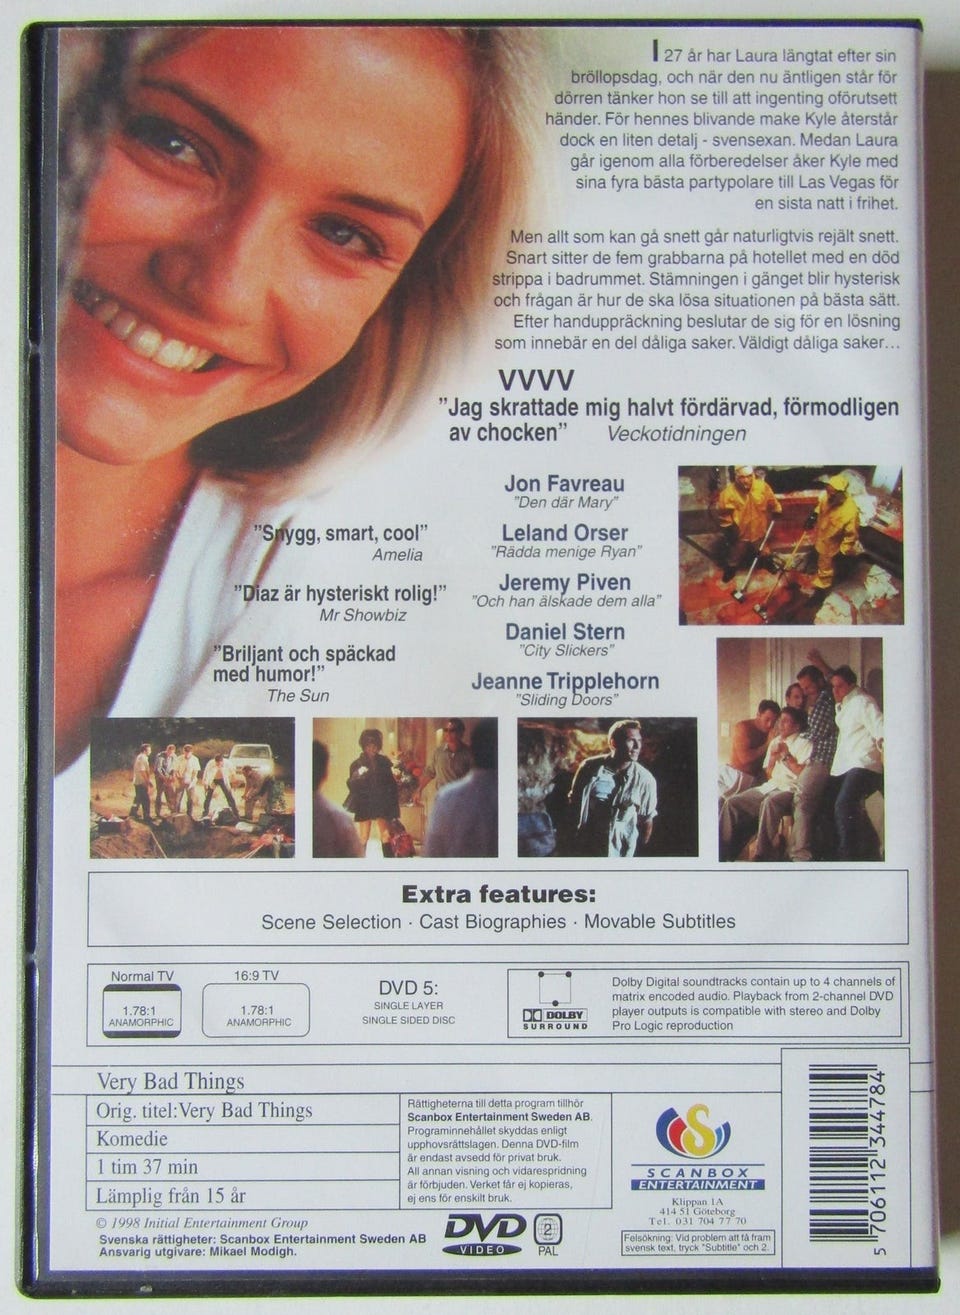 I 27 år har Laura längtat efter sin
bröllopsdag, och när den nu äntligen står för
dörren tänker hon se till att ingenting oförutsett
händer. För hennes blivande make Kyle återstår
dock en liten detalj - svensexan. Medan Laura
går igenom alla förberedelser åker Kyle med
sina fyra bästa partypolare till Las Vegas för
en sista natt i frihet.
Men allt som kan gå snett går naturligtvis rejält snett.
Snart sitter de fem grabbarna på hotellet med en död
strippa i badrummet. Stämningen i gänget blir hysterisk
och frågan är hur de ska lösa situationen på bästa sätt.
Efter handuppräckning beslutar de sig för en lösning
som innebär en del dåliga saker. Väldigt dåliga saker...
VVVV
"Jag skrattade mig halvt fördärvad, förmodligen
av chocken" Veckotidningen
"Snygg, smart, cool"
Amelia
"Diaz är hysteriskt rolig!"
Mr Showbiz
"Briljant och späckad
med humor!"
The Sun
Jon Favreau
"Den där Mary"
Leland Orser
"Rädda menige Ryan"
Jeremy Piven
"Och han älskade dem alla"
Daniel Stern
"City Slickers"
Jeanne Tripplehorn
"Sliding Doors"
Extra features:
Scene Selection · Cast Biographies · Movable Subtitles
Normal TV
1.78:1
ANAMORPHIC
16:9 TV
1.78:1
ANAMORPHIC
DVD 5:
SINGLE LAYER
SINGLE SIDED DISC
DOLBY
SURROUND
Dolby Digital soundtracks contain up to 4 channels of
matrix encoded audio. Playback from 2-channel DVD
player outputs is compatible with stereo and Dolby
Pro Logic reproduction
Very Bad Things
Orig. titel:Very Bad Things
Komedie
1 tim 37 min
Lämplig från 15 år
Rättigheterna till detta program tillhör
Scanbox Entertainment Sweden AB.
Programinnehållet skyddas enligt
upphovsrättslagen. Denna DVD-film
är endast avsedd för privat bruk.
All annan visning och vidarespridning
är förbjuden. Verket får ej kopieras,
ej ens för enskilt bruk.
© 1998 Initial Entertainment Group
Svenska rättigheter: Scanbox Entertainment Sweden AB
Ansvarig utgivare: Mikael Modigh.
DVD
VIDEO
2
PAL
S
SCANBOX
ENTERTAINMENT
Klippan 1A
414 51 Göteborg
Tel. 031 704 77 70
Felsökning: Vid problem att få fram
svensk text, tryck "Subtitle" och 2.
5 706112 344784